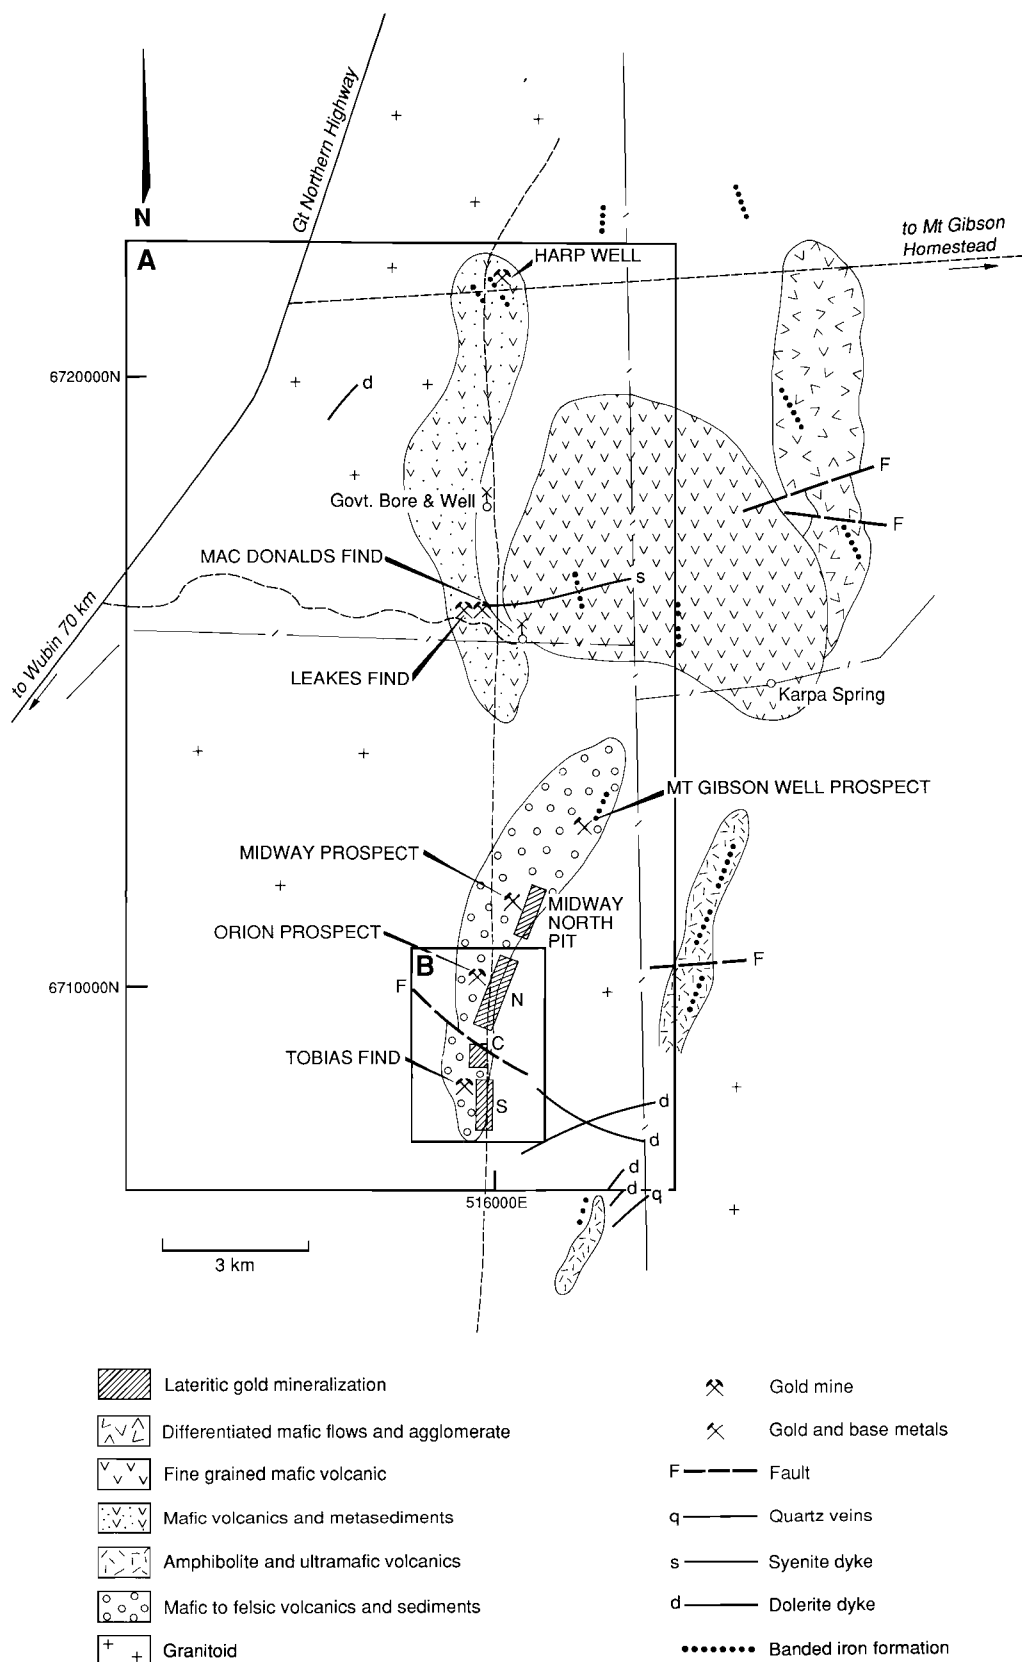 Gt Northern Highway
N
to Mt Gibson
Homestead
A
HARP WELL
6720000N
d
F
Govt. Bore & Well
F
MAC DONALDS FIND
s
to Wubin 70 km
LEAKES FIND
Karpa Spring
MT GIBSON WELL PROSPECT
MIDWAY PROSPECT
MIDWAY
NORTH
PIT
ORION PROSPECT
B
F
F
6710000N
N
C
TOBIAS FIND
S
d
d
d
d
q
516000E
3 km
Lateritic gold mineralization
Differentiated mafic flows and agglomerate
Fine grained mafic volcanic
Mafic volcanics and metasediments
Amphibolite and ultramafic volcanics
Mafic to felsic volcanics and sediments
Granitoid
Gold mine
Gold and base metals
F Fault
q Quartz veins
s Syenite dyke
d Dolerite dyke
Banded iron formation